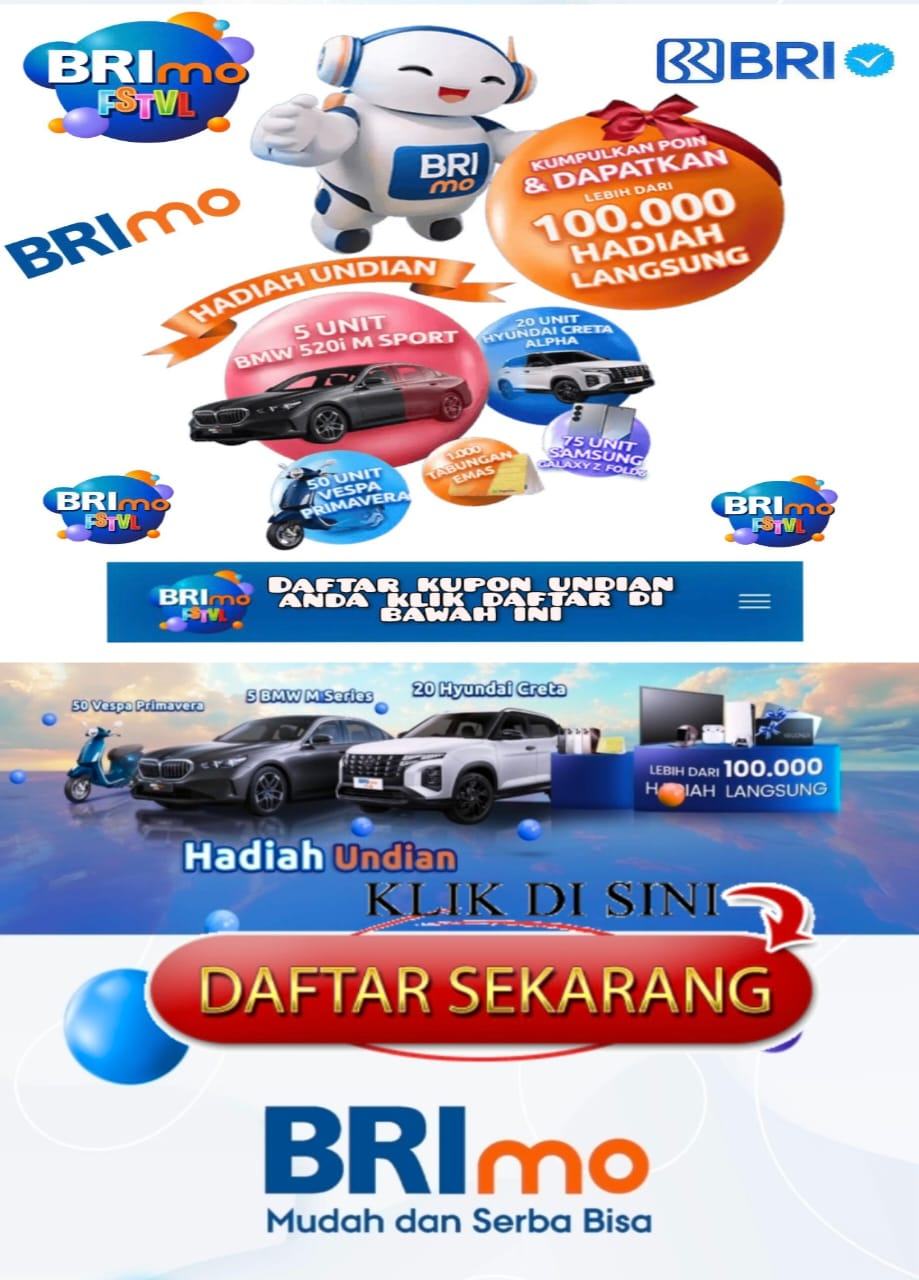 BRImo
FSTVL
BRI
BRI
mo
KUMPULKAN POIN
& DAPATKAN
LEBIH DARI
100.000
HADIAH
LANGSUNG
BRImo
HADIAH UNDIAN
5 UNIT
BMW 520i M SPORT
20 UNIT
HYUNDAI CRETA
ALPHA
75 UNIT
SAMSUNG
GALAXY Z FOLD6
1.000
TABUNGAN
EMAS
50 UNIT
VESPA
PRIMAVERA
BRImo
FSTVL
BRImo
FSTVL
BRImo
FSTVL
DAFTAR KUPON UNDIAN
ANDA KLIK DAFTAR DI
BAWAH INI
50 Vespa Primavera
5 BMW M Series
20 Hyundai Creta
LEBIH DARI 100.000
HADIAH LANGSUNG
Hadiah Undian
KLIK DI SINI
DAFTAR SEKARANG
BRImo
Mudah dan Serba Bisa